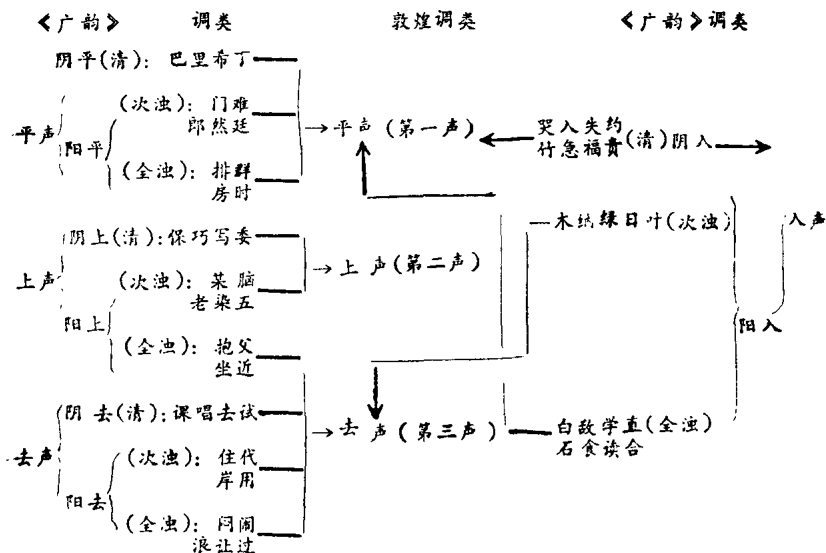 《广韵》 调类 敦煌调类 《广韵》调类
阴平(清)：巴里希丁
平声
阳平
(次浊)：门难
郎然廷
(全浊)：排群
房时
→平声(第一声)
哭入失约
竹急福责(清)阴入
阴上(清)：保巧写委
上声
阳上
(次浊)：某脑
老染五
(全浊)：抱父
坐近
→上声(第二声)
木纳绿日叶(次浊)
入声
阳入
阴去(清)：课唱去试
去声
阳去
(次浊)：住代
岸用
(全浊)：闷闹
浪让过
→去声(第三声)
白敌学直(全浊)
石食读合